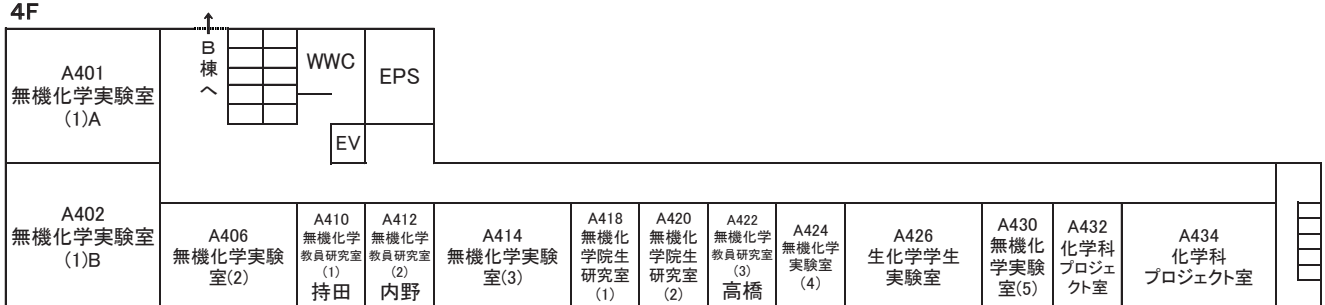 4F
A401
無機化学実験室
(1)A
B
棟
へ
WWC
EPS
EV
A402
無機化学実験室
(1)B
A406
無機化学実験
室(2)
A410
無機化学
教員研究室
(1)
持田
A412
無機化学
教員研究室
(2)
内野
A414
無機化学実験
室(3)
A418
無機化
学院生
研究室
(1)
A420
無機化
学院生
研究室
(2)
A422
無機化学
教員研究室
(3)
高橋
A424
無機化学
実験室
(4)
A426
生化学学生
実験室
A430
無機化
学実験
室(5)
A432
化学科
プロジェ
クト室
A434
化学科
プロジェクト室